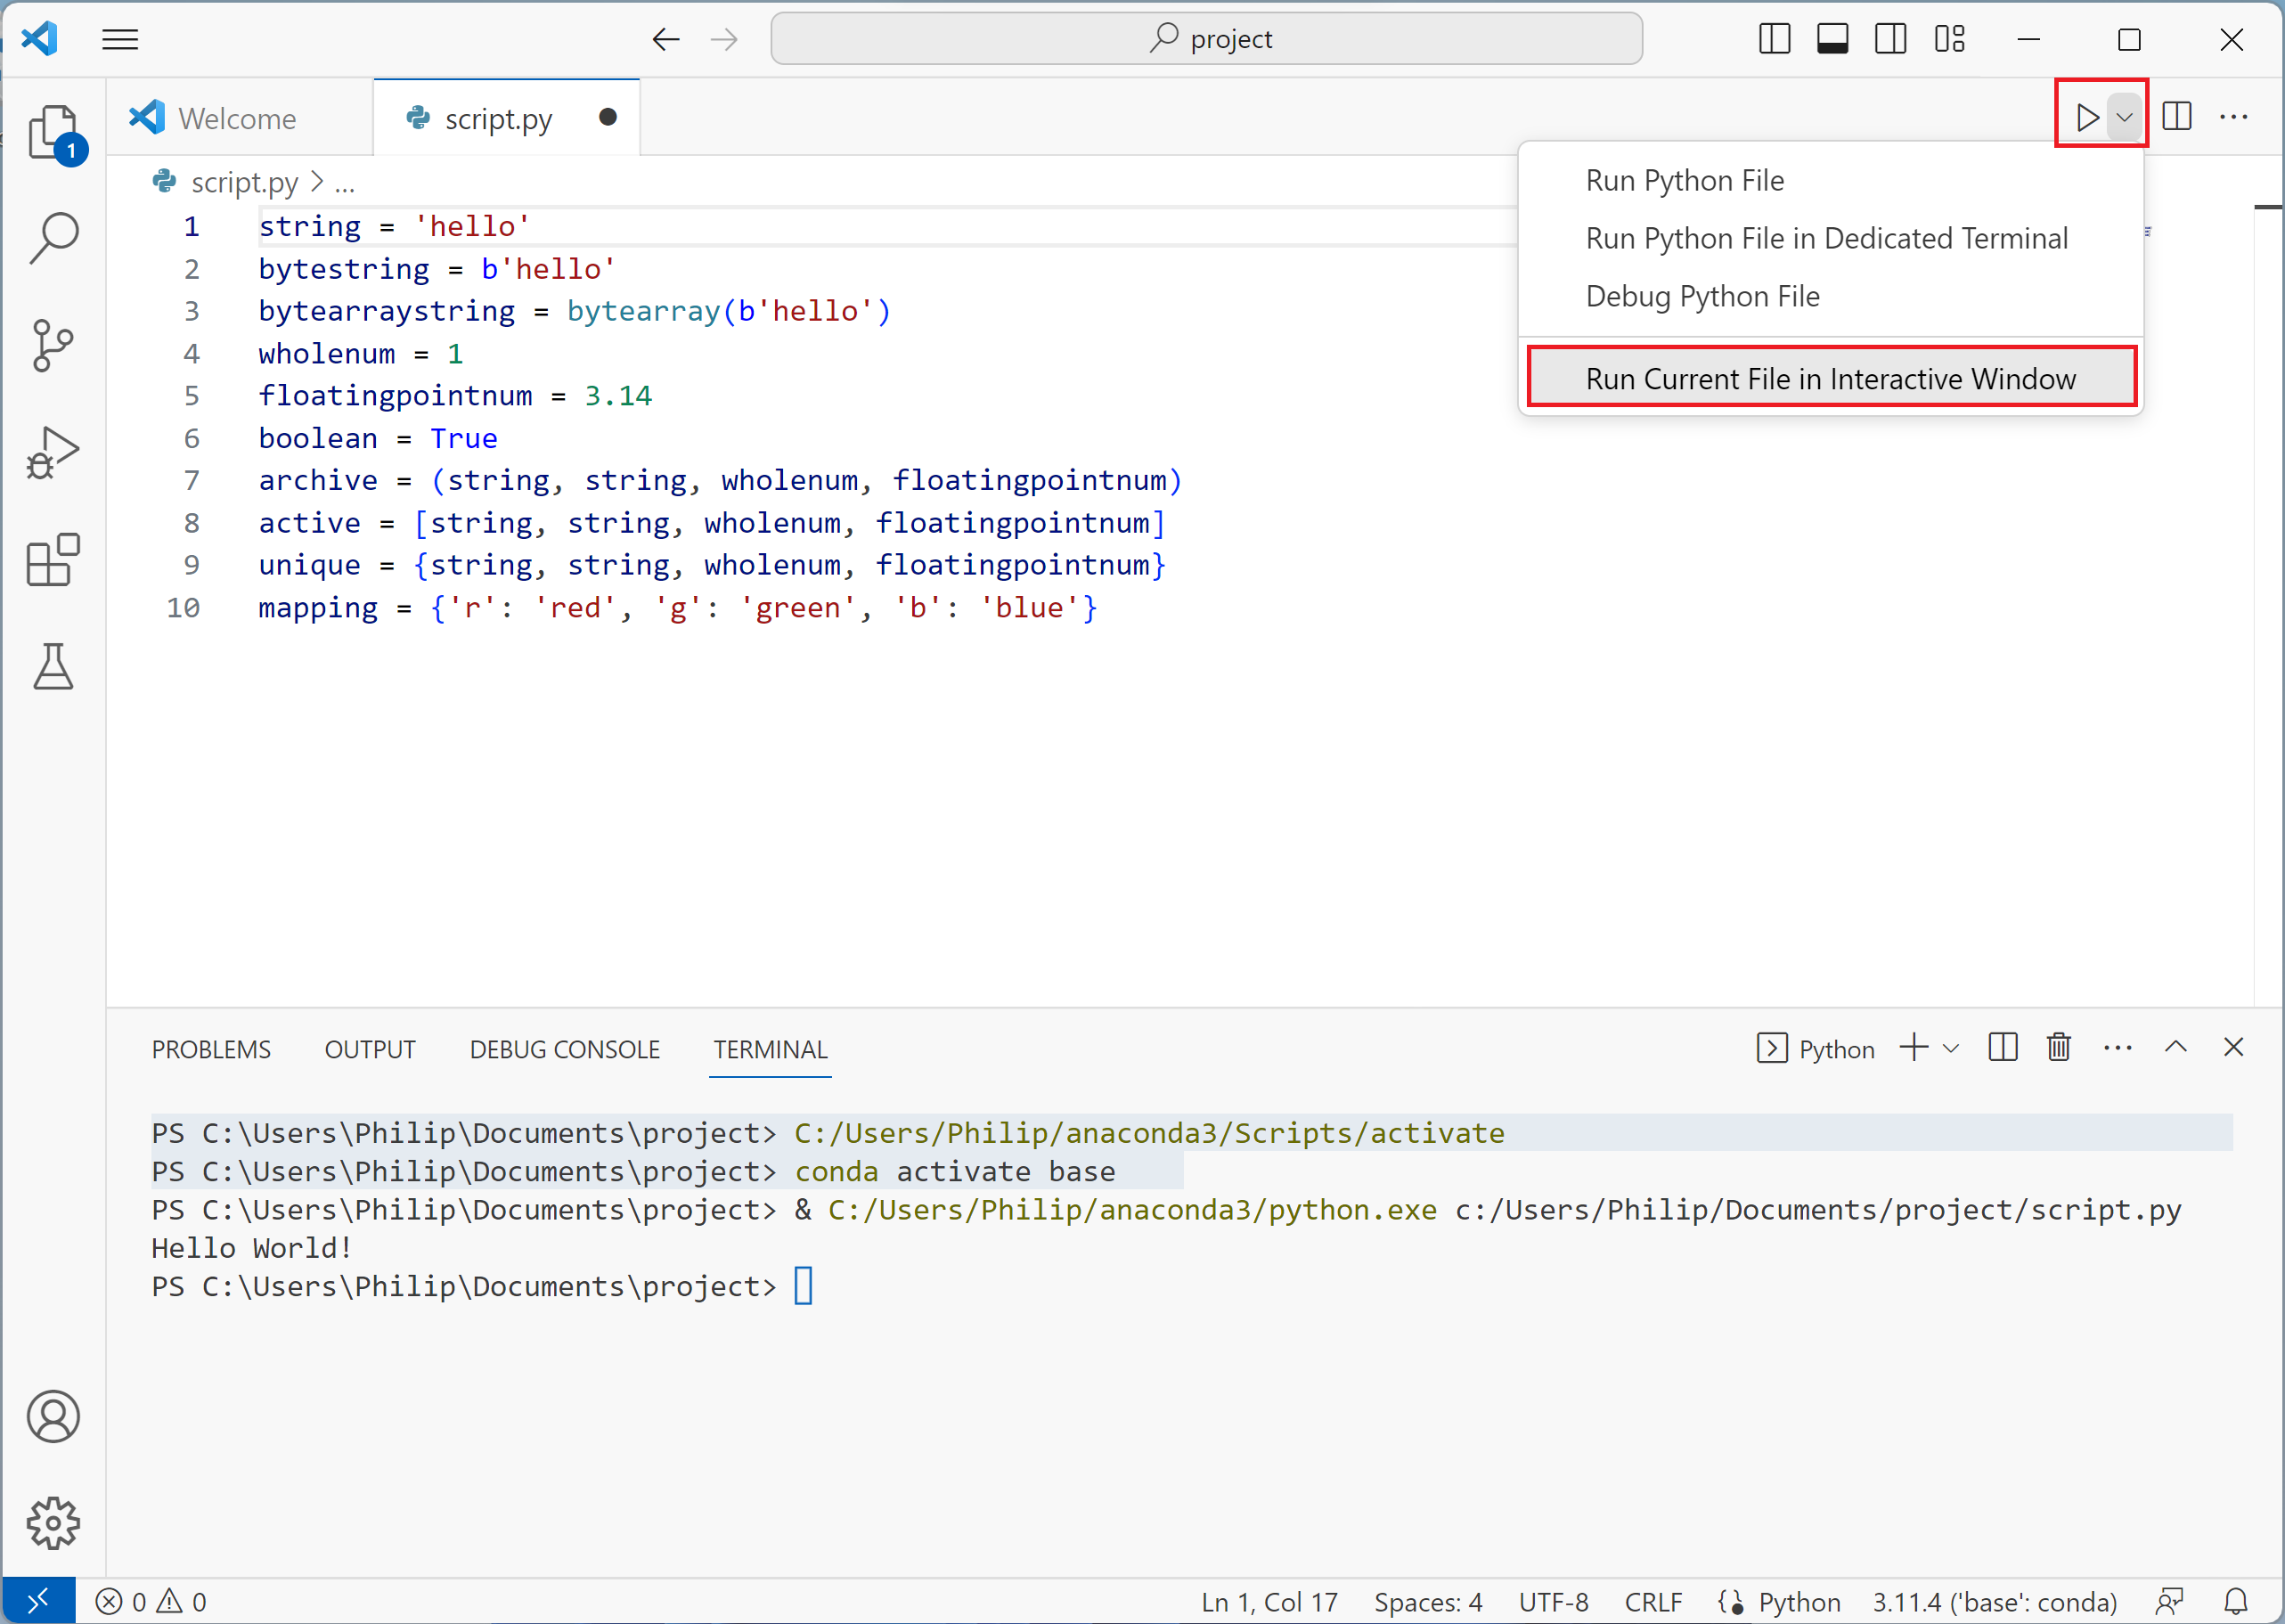 project
Welcome
script.py
script.py > ...
Run Python File
Run Python File in Dedicated Terminal
Debug Python File
Run Current File in Interactive Window
1
1 string = 'hello'
2 bytestring = b'hello'
3 bytearraystring = bytearray(b'hello')
4 wholenum = 1
5 floatingpointnum = 3.14
6 boolean = True
7 archive = (string, string, wholenum, floatingpointnum)
8 active = [string, string, wholenum, floatingpointnum]
9 unique = {string, string, wholenum, floatingpointnum}
10 mapping = {'r': 'red', 'g': 'green', 'b': 'blue'}
PROBLEMS OUTPUT DEBUG CONSOLE TERMINAL Python
PS C:\Users\Philip\Documents\project> C:/Users/Philip/anaconda3/Scripts/activate
PS C:\Users\Philip\Documents\project> conda activate base
PS C:\Users\Philip\Documents\project> & C:/Users/Philip/anaconda3/python.exe c:/Users/Philip/Documents/project/script.py
Hello World!
PS C:\Users\Philip\Documents\project>
0 0 Ln 1, Col 17 Spaces: 4 UTF-8 CRLF Python 3.11.4 ('base': conda)